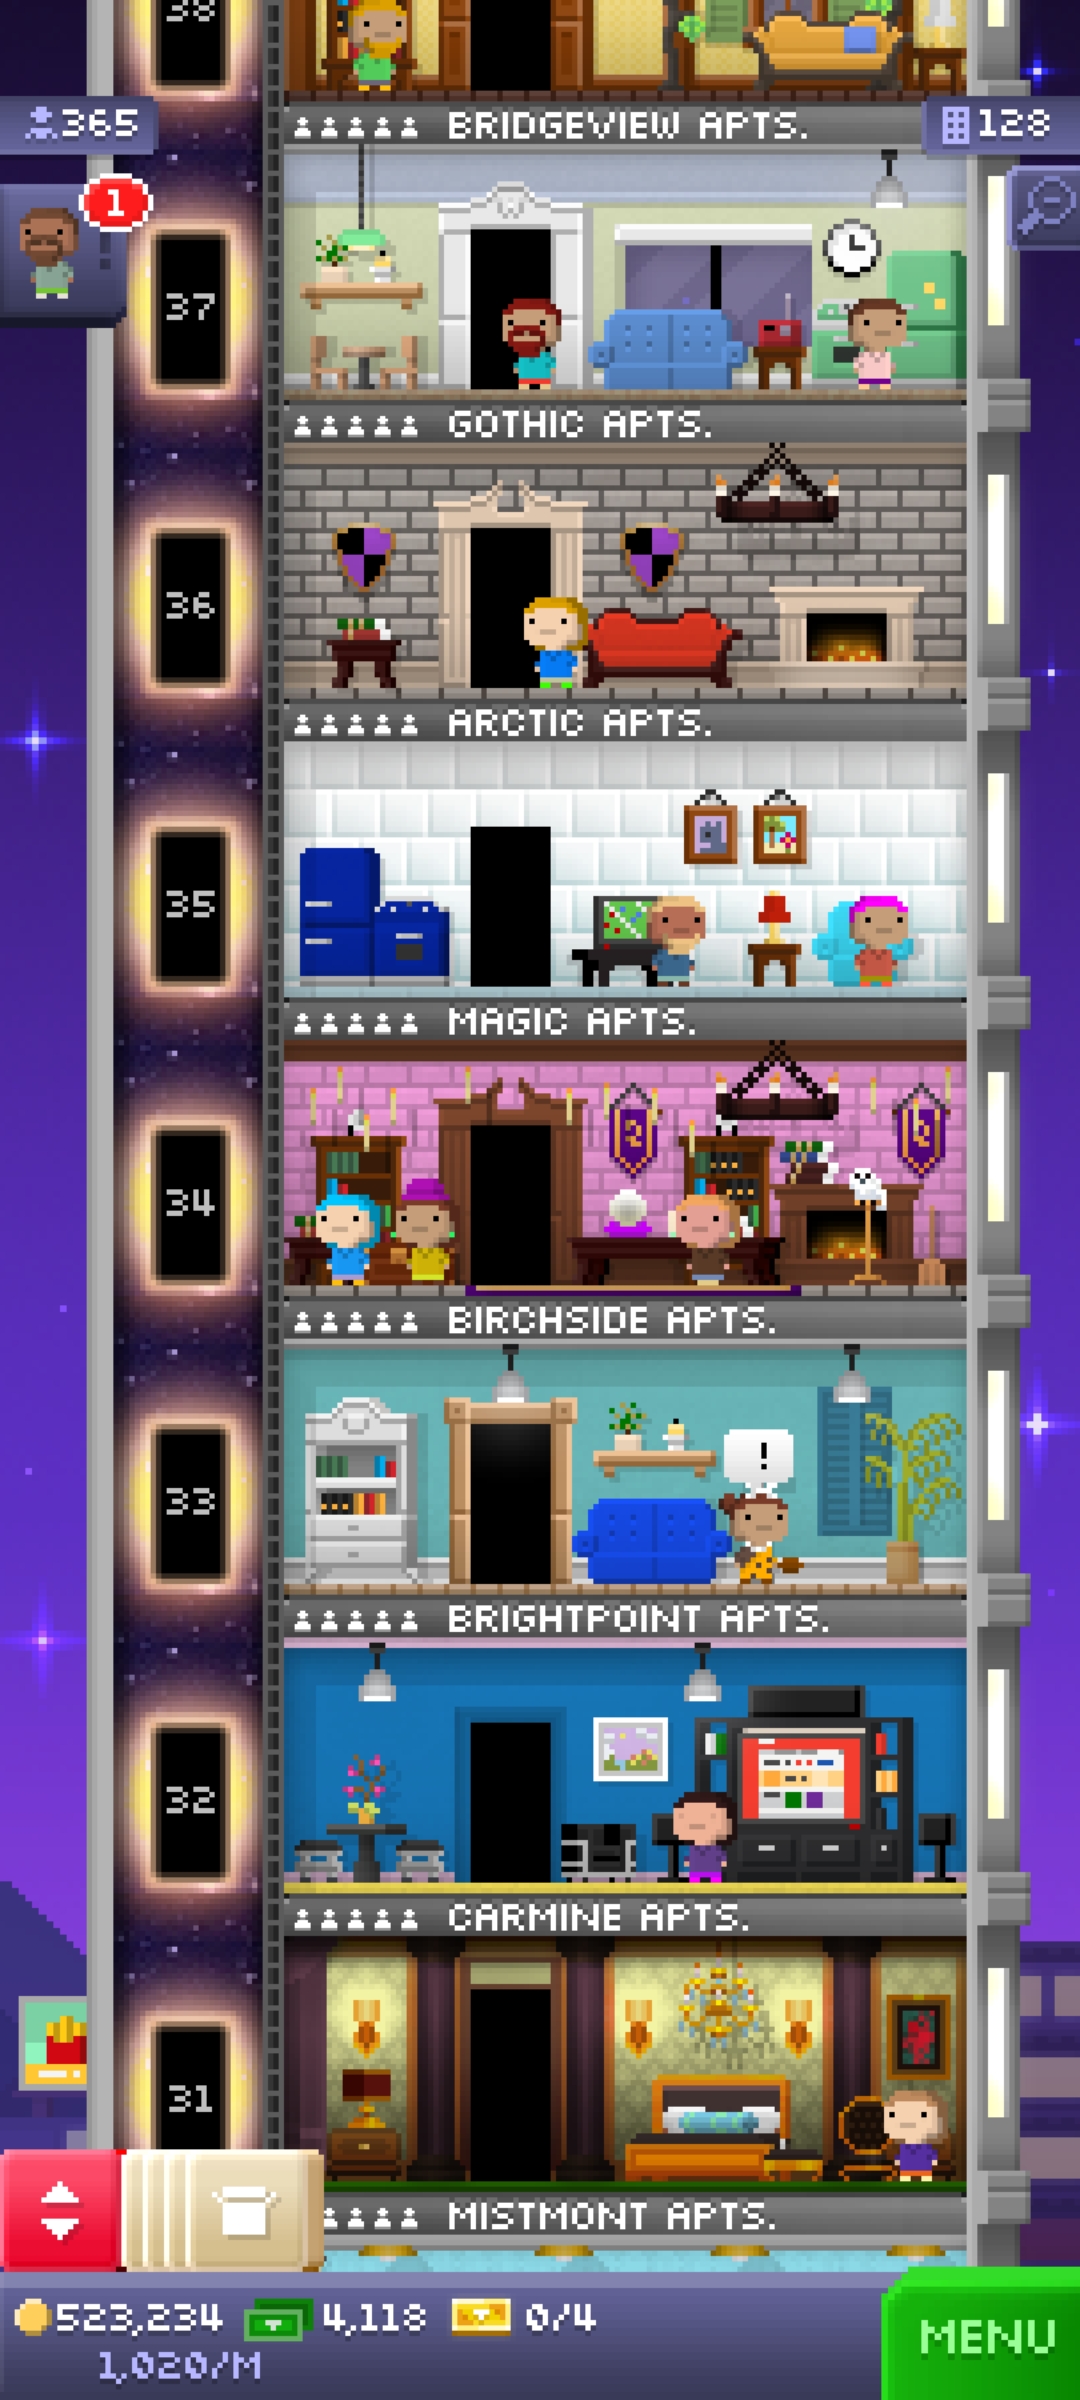 38
365
BRIDGEVIEW APTS.
128
1
37
GOTHIC APTS.
36
ARCTIC APTS.
35
MAGIC APTS.
34
BIRCHSIDE APTS.
!
33
BRIGHTPOINT APTS.
32
CARMINE APTS.
31
MISTMONT APTS.
523,234 4,118 0/4
1,020/M
MENU